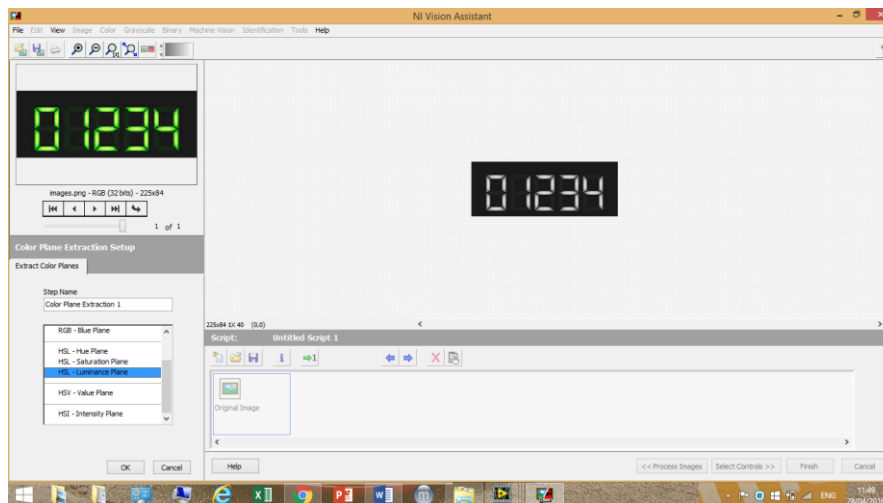 NI Vision Assistant
File Edit View Image Color Grayscale Binary Machine Vision Identification Tools Help
01234
images.png - RGB (32 bits) - 225x84
1 of 1
Color Plane Extraction Setup
Extract Color Planes
Step Name
Color Plane Extraction 1
RGB - Blue Plane
HSL - Hue Plane
HSL - Saturation Plane
HSL - Luminance Plane
HSV - Value Plane
HSI - Intensity Plane
OK Cancel
01234
225x84 1X 40 (0,0)
Script: Untitled Script 1
1
Original Image
Help << Process Images Select Controls >> Finish Cancel
ENG 11:49